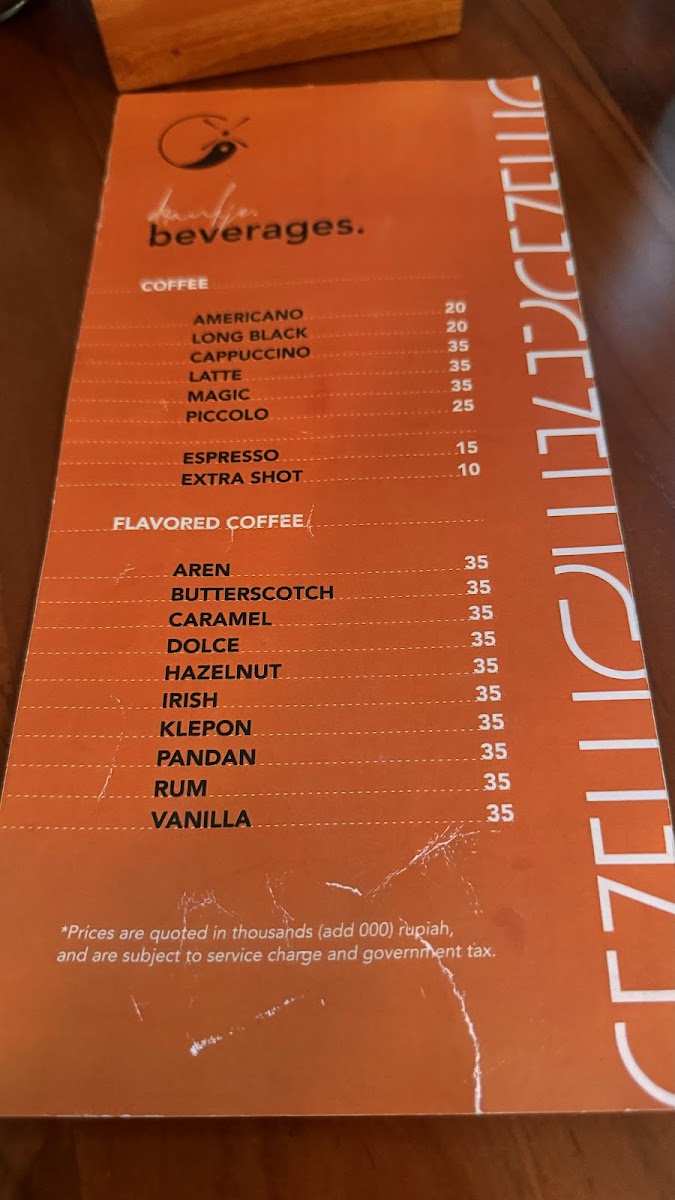 beverages.
COFFEE
AMERICANO 20
LONG BLACK 20
CAPPUCCINO 35
LATTE 35
MAGIC 35
PICCOLO 25
ESPRESSO 15
EXTRA SHOT 10
FLAVORED COFFEE
AREN 35
BUTTERSCOTCH 35
CARAMEL 35
DOLCE 35
HAZELNUT 35
IRISH 35
KLEPON 35
PANDAN 35
RUM 35
VANILLA 35
*Prices are quoted in thousands (add 000) rupiah,
and are subject to service charge and government tax.